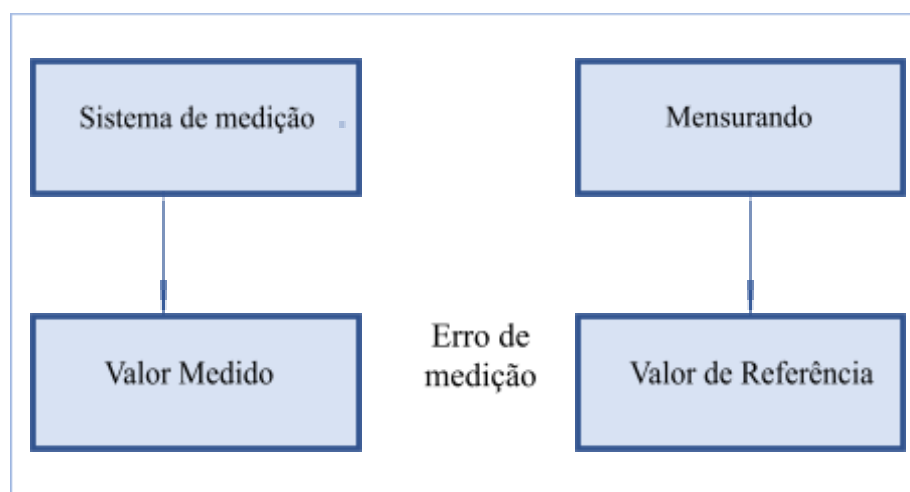 Sistema de medição
Mensurando
Valor Medido
Erro de
medição
Valor de Referência